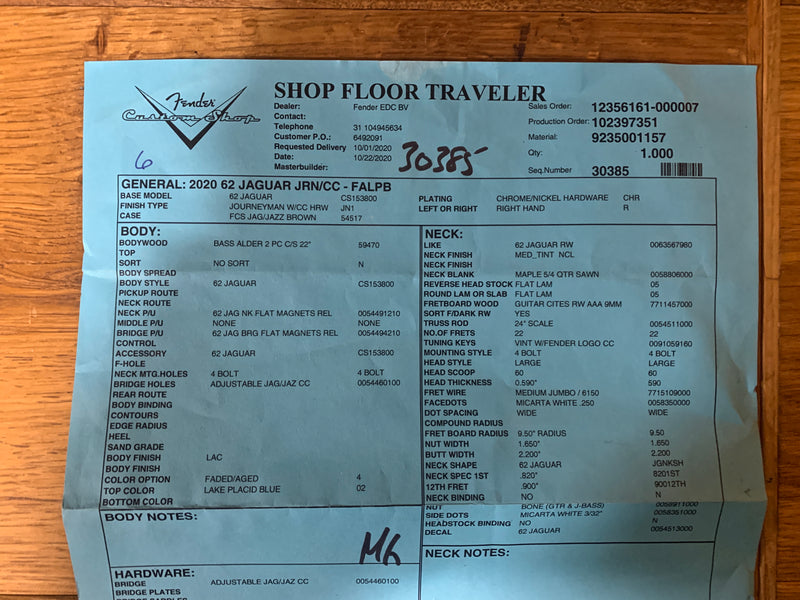 Fender
Custom Shop
SHOP FLOOR TRAVELER
Dealer: Fender EDC BV
Contact:
Telephone 31 104945634
Customer P.O.: 6492091
Requested Delivery 10/01/2020
Date: 10/22/2020
Masterbuilder:
30385
6
Sales Order: 12356161-000007
Production Order: 102397351
Material: 9235001157
Qty: 1.000
Seq.Number 30385
GENERAL: 2020 62 JAGUAR JRN/CC - FALPB
BASE MODEL 62 JAGUAR CS153800 PLATING CHROME/NICKEL HARDWARE CHR
FINISH TYPE JOURNEYMAN W/CC HRW JN1 LEFT OR RIGHT RIGHT HAND R
CASE FCS JAG/JAZZ BROWN 54517
BODY:
BODYWOOD BASS ALDER 2 PC C/S 22" 59470
TOP
SORT NO SORT N
BODY SPREAD
BODY STYLE 62 JAGUAR CS153800
PICKUP ROUTE
NECK ROUTE
NECK P/U 62 JAG NK FLAT MAGNETS REL 0054491210
MIDDLE P/U NONE NONE
BRIDGE P/U 62 JAG BRG FLAT MAGNETS REL 0054494210
CONTROL
ACCESSORY 62 JAGUAR CS153800
F-HOLE
NECK MTG.HOLES 4 BOLT 4 BOLT
BRIDGE HOLES ADJUSTABLE JAG/JAZ CC 0054460100
REAR ROUTE
BODY BINDING
CONTOURS
EDGE RADIUS
HEEL
SAND GRADE
BODY FINISH LAC
BODY FINISH
COLOR OPTION FADED/AGED 4
TOP COLOR LAKE PLACID BLUE 02
BOTTOM COLOR
BODY NOTES:
MK
HARDWARE:
BRIDGE ADJUSTABLE JAG/JAZ CC 0054460100
BRIDGE PLATES
BRIDGE SADDLES
NECK:
LIKE 62 JAGUAR RW 0063567980
NECK FINISH MED_TINT NCL
NECK FINISH
NECK BLANK MAPLE 5/4 QTR SAWN 0058806000
REVERSE HEAD STOCK FLAT LAM 05
ROUND LAM OR SLAB FLAT LAM 05
FRETBOARD WOOD GUITAR CITES RW AAA 9MM 7711457000
SORT F/DARK RW YES
TRUSS ROD 24" SCALE 0054511000
NO.OF FRETS 22 22
TUNING KEYS VINT W/FENDER LOGO CC 0091059160
MOUNTING STYLE 4 BOLT 4 BOLT
HEAD STYLE LARGE LARGE
HEAD SCOOP 60 60
HEAD THICKNESS 0.590" 590
FRET WIRE MEDIUM JUMBO / 6150 7715109000
FACEDOTS MICARTA WHITE .250 0058350000
DOT SPACING WIDE WIDE
COMPOUND RADIUS
FRET BOARD RADIUS 9.50" RADIUS 9.50
NUT WIDTH 1.650" 1.650
BUTT WIDTH 2.200" 2.200
NECK SHAPE 62 JAGUAR JGNKSH
NECK SPEC 1ST .820" 8201ST
12TH FRET .900" 90012TH
NECK BINDING NO N
NUT BONE (GTR & J-BASS) 0058911000
SIDE DOTS MICARTA WHITE 3/32" 0058351000
HEADSTOCK BINDING NO N
DECAL 62 JAGUAR 0054513000
NECK NOTES: